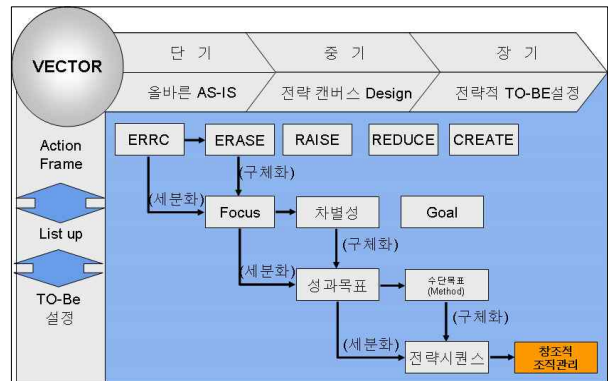 VECTOR
단 기
중 기
장 기
올바른 AS-IS
전략 캔버스 Design
전략적 TO-BE설정
Action
Frame
List up
TO-Be
설정
ERRC
ERASE
RAISE
REDUCE
CREATE
(세분화)
(구체화)
Focus
차별성
Goal
(세분화)
(구체화)
성과목표
수단목표
(Method)
(세분화)
(구체화)
전략시퀀스
창조적
조직관리